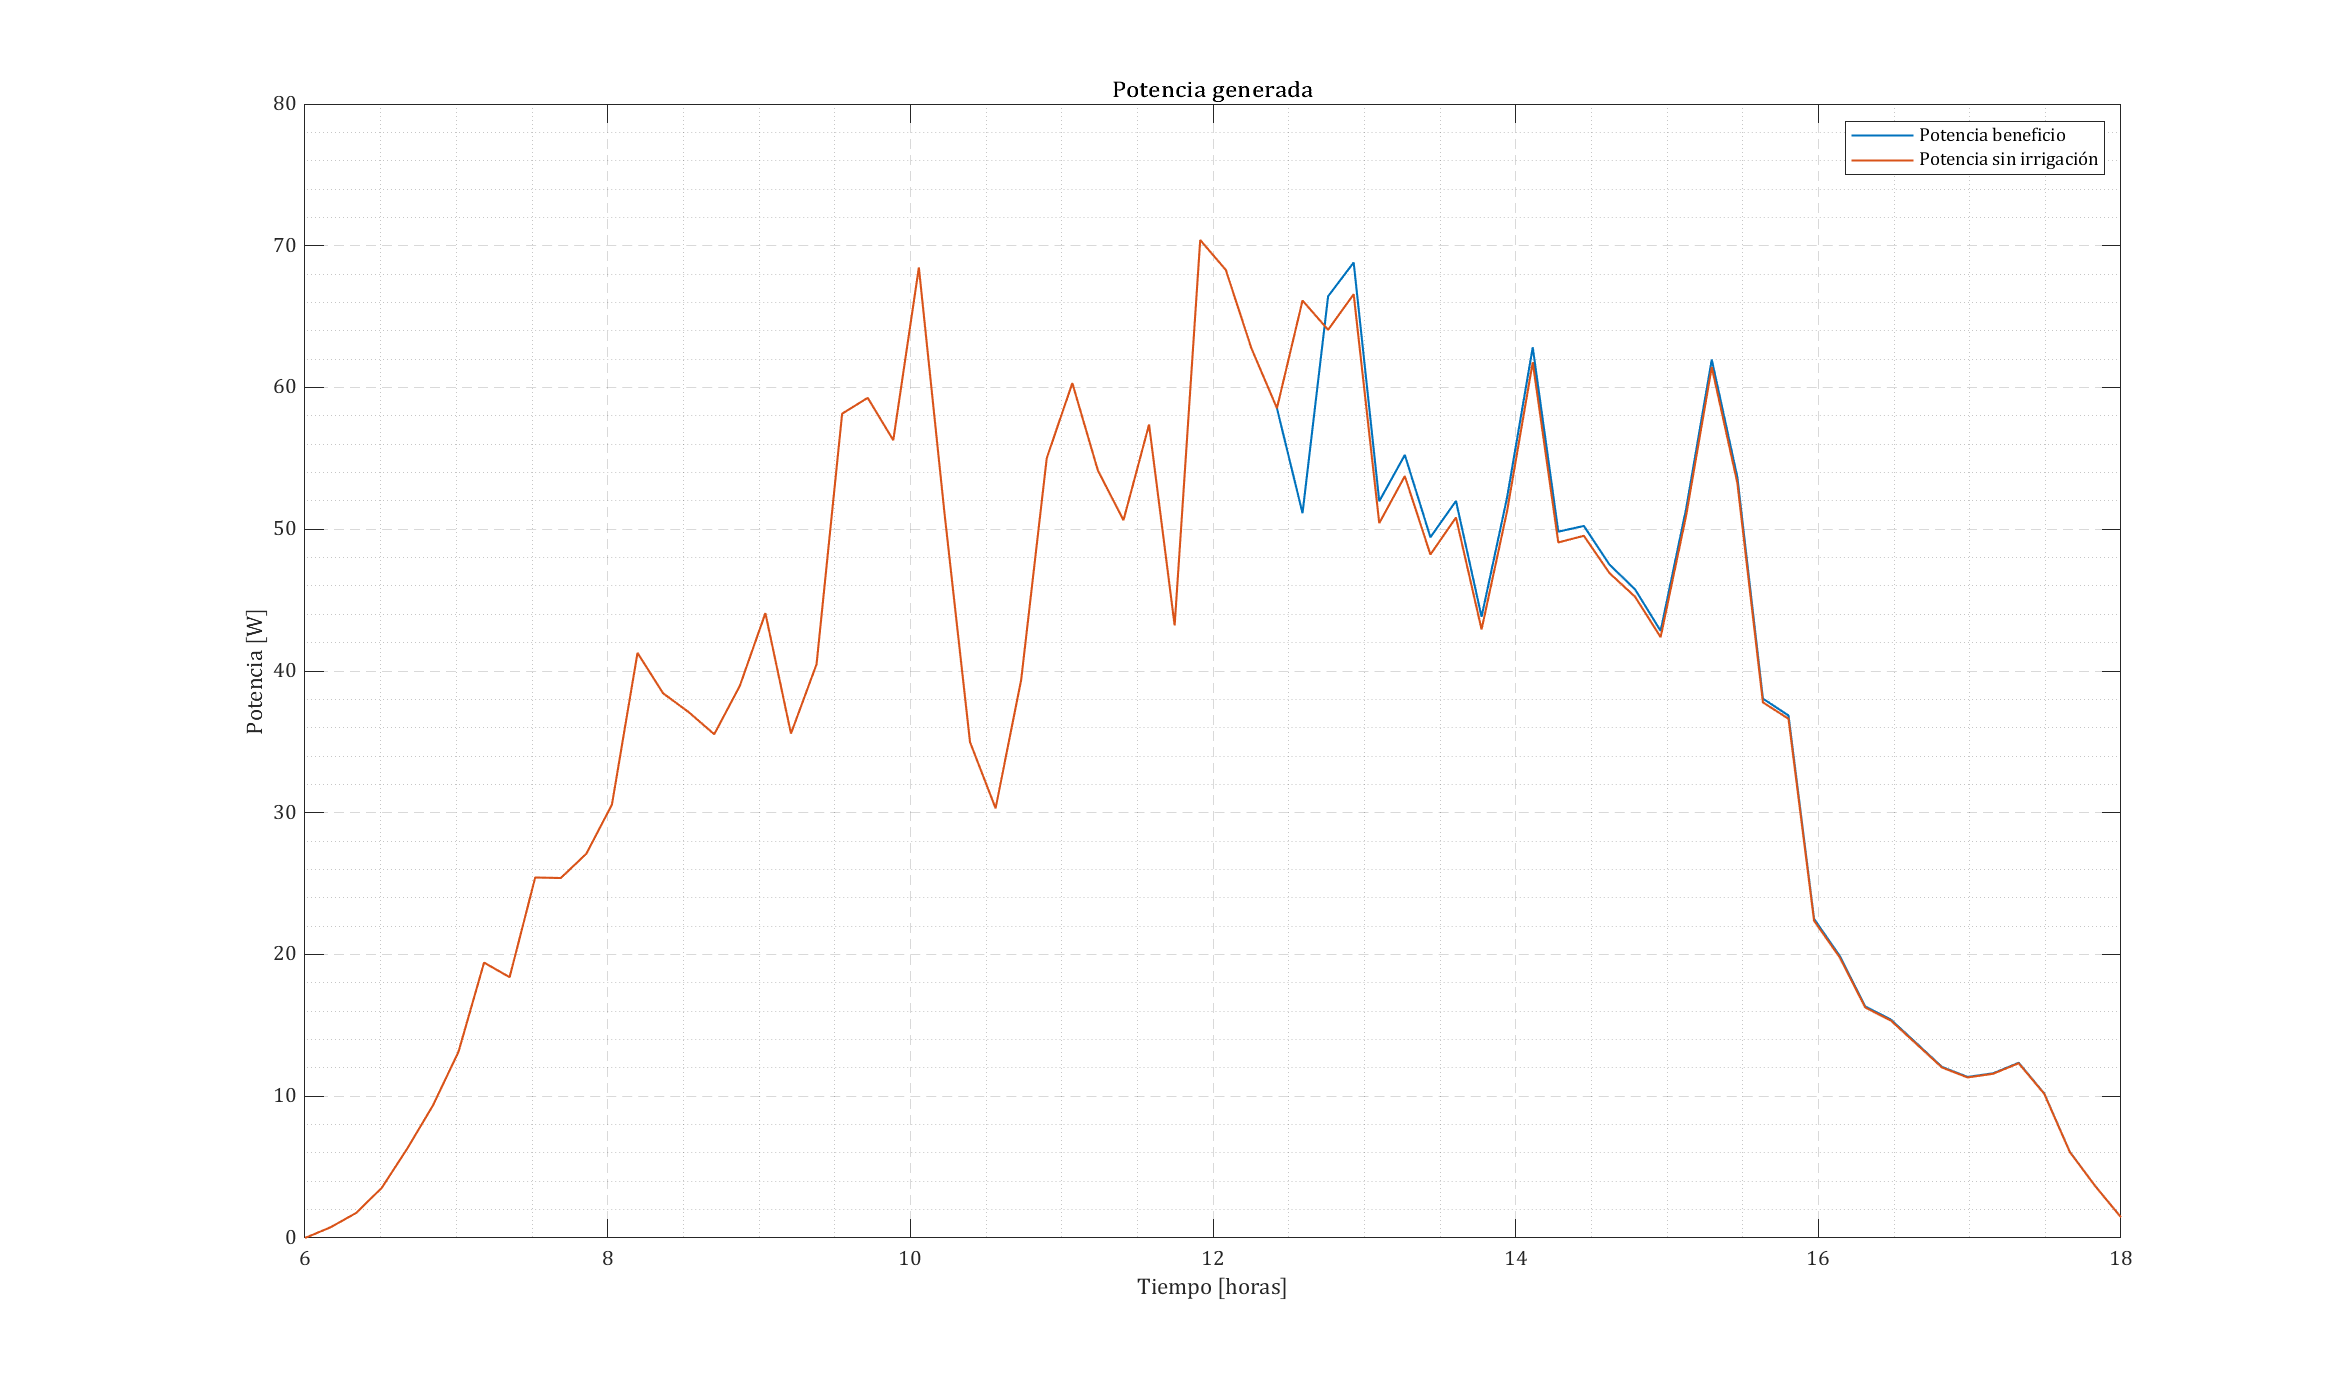 Potencia generada
80
70
60
50
40
30
20
10
0
Potencia [W]
Potencia beneficio
Potencia sin irrigación
6 8 10 12 14 16 18
Tiempo [horas]